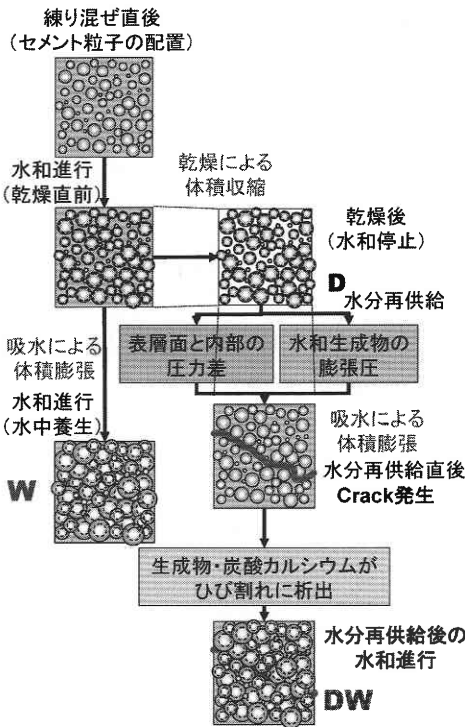 練り混ぜ直後
(セメント粒子の配置)
水和進行
(乾燥直前)
乾燥による
体積収縮
乾燥後
(水和停止)
D
水分再供給
表層面と内部の
圧力差
水和生成物の
膨張圧
吸水による
体積膨張
水和進行
(水中養生)
W
吸水による
体積膨張
水分再供給直後
Crack発生
生成物・炭酸カルシウムが
ひび割れに析出
水分再供給後の
水和進行
DW